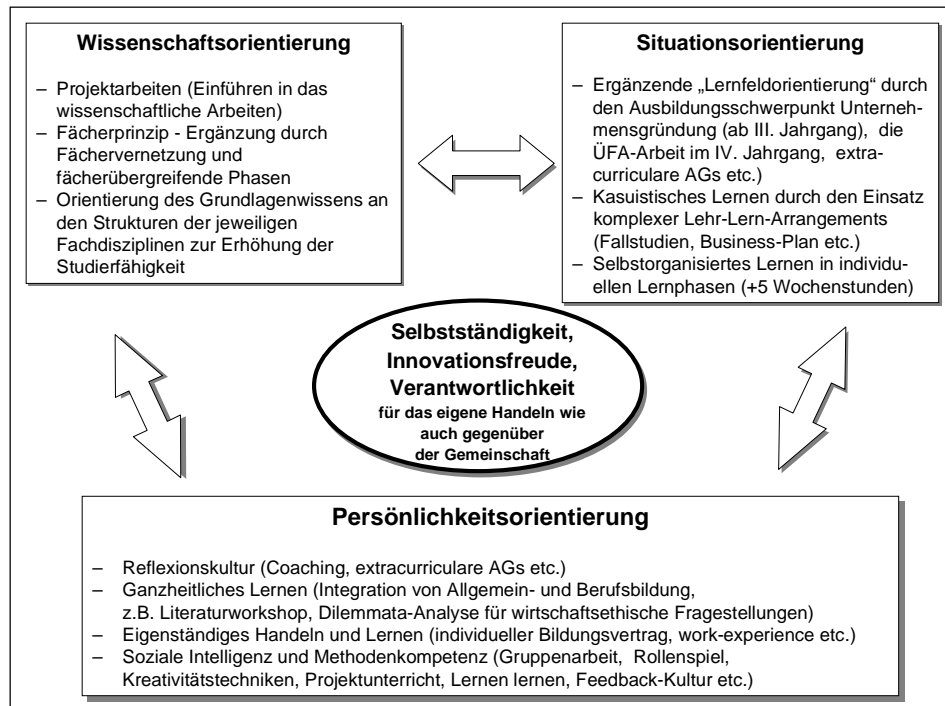 Wissenschaftsorientierung
– Projektarbeiten (Einführen in das
wissenschaftliche Arbeiten)
– Fächerprinzip - Ergänzung durch
Fächervernetzung und
fächerübergreifende Phasen
– Orientierung des Grundlagenwissens an
den Strukturen der jeweiligen
Fachdisziplinen zur Erhöhung der
Studierfähigkeit
Situationsorientierung
– Ergänzende „Lernfeldorientierung“ durch
den Ausbildungsschwerpunkt Unterneh-
mensgründung (ab III. Jahrgang), die
ÜFA-Arbeit im IV. Jahrgang, extra-
curriculare AGs etc.)
– Kasuistisches Lernen durch den Einsatz
komplexer Lehr-Lern-Arrangements
(Fallstudien, Business-Plan etc.)
– Selbstorganisiertes Lernen in individu-
ellen Lernphasen (+5 Wochenstunden)
Selbstständigkeit,
Innovationsfreude,
Verantwortlichkeit
für das eigene Handeln wie
auch gegenüber
der Gemeinschaft
Persönlichkeitsorientierung
– Reflexionskultur (Coaching, extracurriculare AGs etc.)
– Ganzheitliches Lernen (Integration von Allgemein- und Berufsbildung,
z.B. Literaturworkshop, Dilemmata-Analyse für wirtschaftsethische Fragestellungen)
– Eigenständiges Handeln und Lernen (individueller Bildungsvertrag, work-experience etc.)
– Soziale Intelligenz und Methodenkompetenz (Gruppenarbeit, Rollenspiel,
Kreativitätstechniken, Projektunterricht, Lernen lernen, Feedback-Kultur etc.)